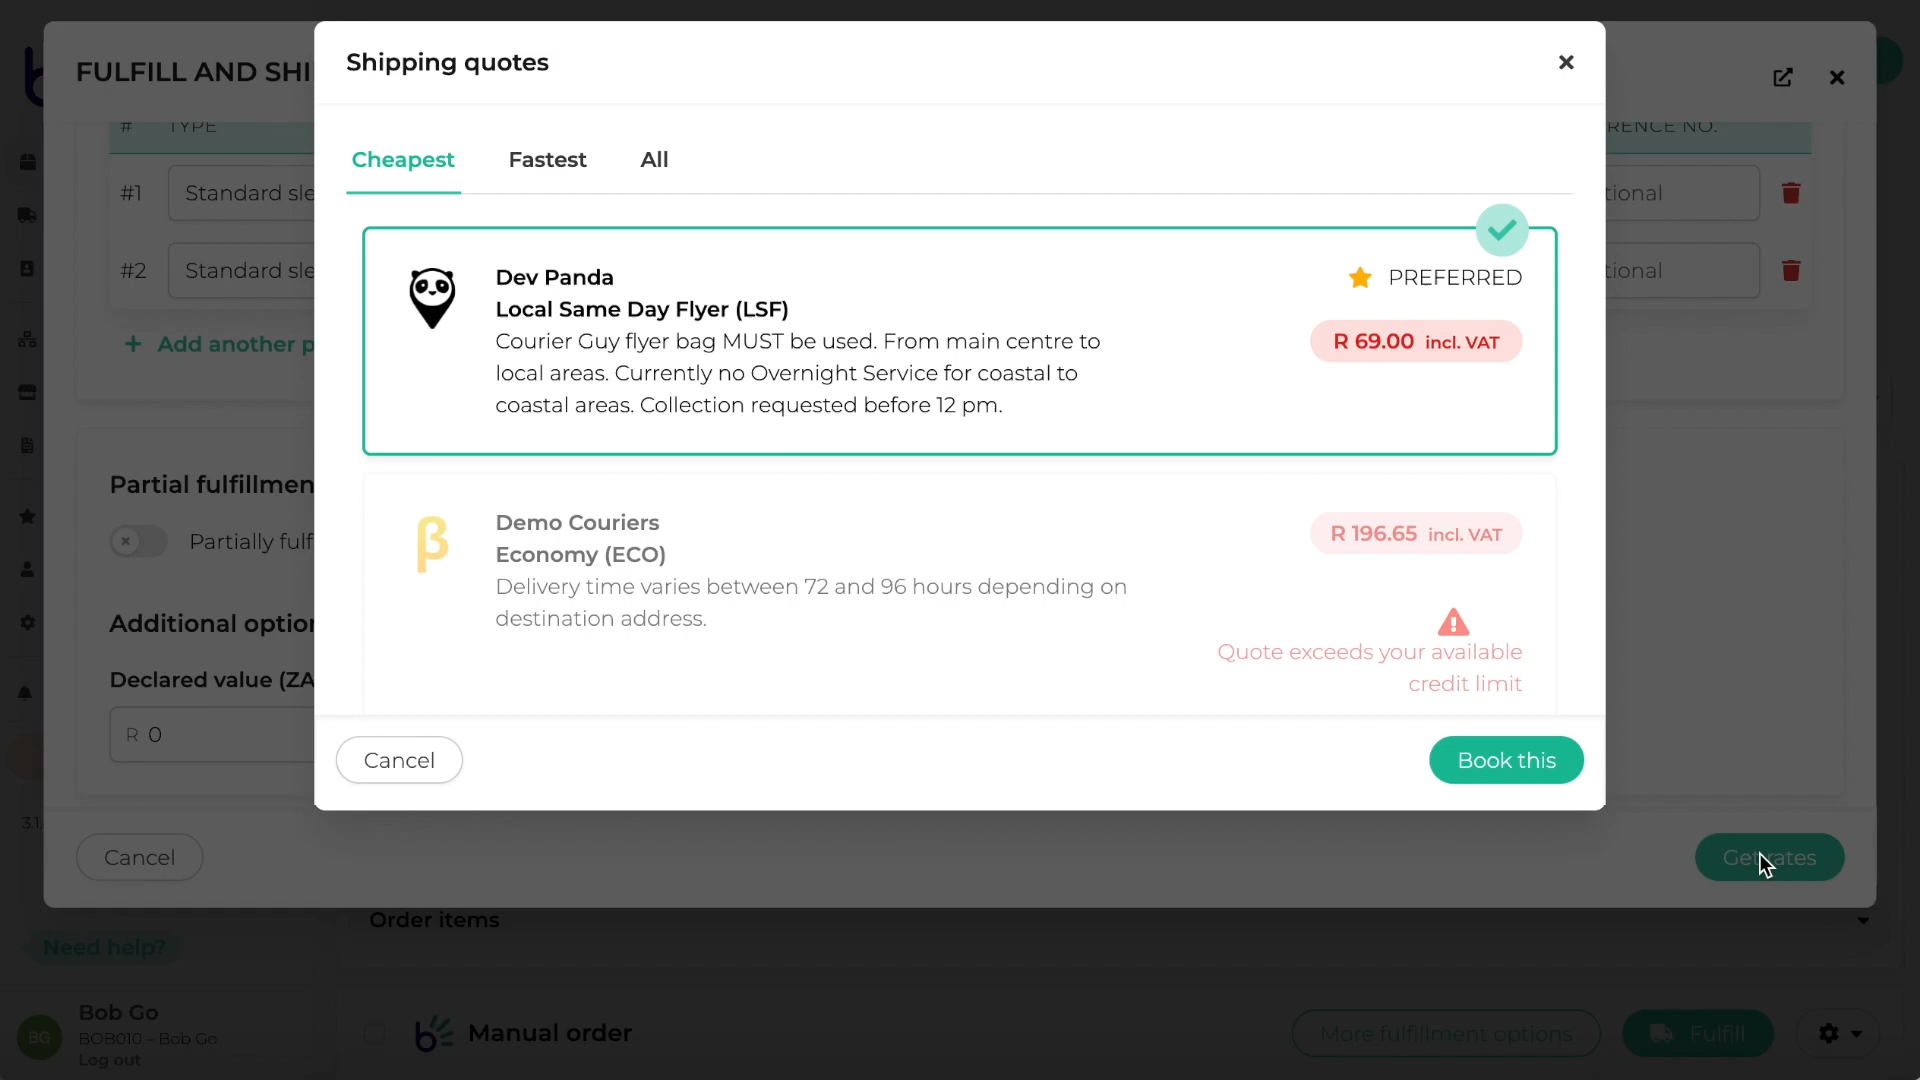 FULFILL AND SHI
Shipping quotes
# TYPE
RENCE NO.
Cheapest Fastest All
#1 Standard sle
tional
#2 Standard sle
tional
+ Add another p
Dev Panda
PREFERRED
Local Same Day Flyer (LSF)
Courier Guy flyer bag MUST be used. From main centre to
local areas. Currently no Overnight Service for coastal to
coastal areas. Collection requested before 12 pm.
R 69.00 incl. VAT
Partial fulfillmen
Partially fulf
Demo Couriers
Economy (ECO)
Delivery time varies between 72 and 96 hours depending on
destination address.
R 196.65 incl. VAT
Quote exceeds your available
credit limit
Additional option
Declared value (ZA
R 0
Cancel
Book this
3.1.
Cancel
Get rates
Order items
Need help?
BG
Bob Go
BOB010 - Bob Go
Log out
Manual order
More fulfillment options
Fulfill